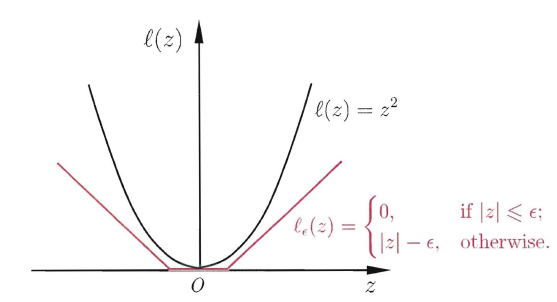 ℓ(z)
ℓ(z) = z²
ℓ_ϵ(z) = { 0, if |z| ⩽ ϵ;
|z| − ϵ, otherwise.
O
z